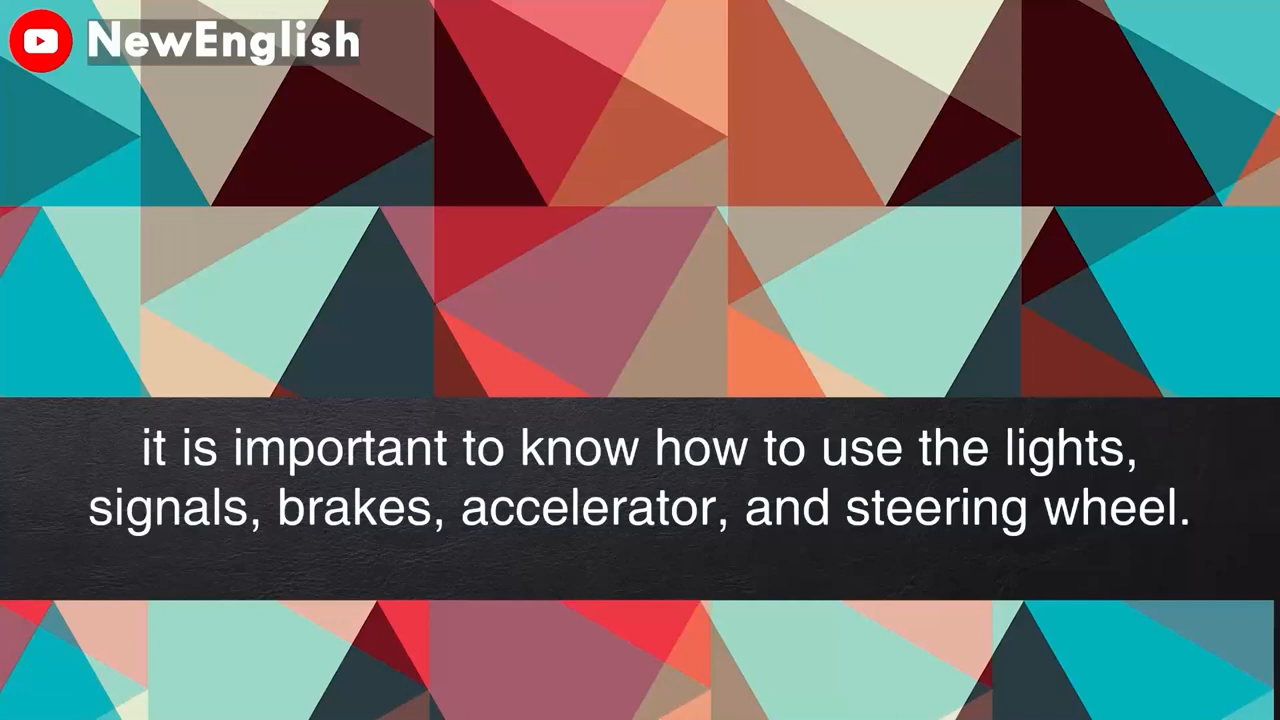 NewEnglish
it is important to know how to use the lights,
signals, brakes, accelerator, and steering wheel.